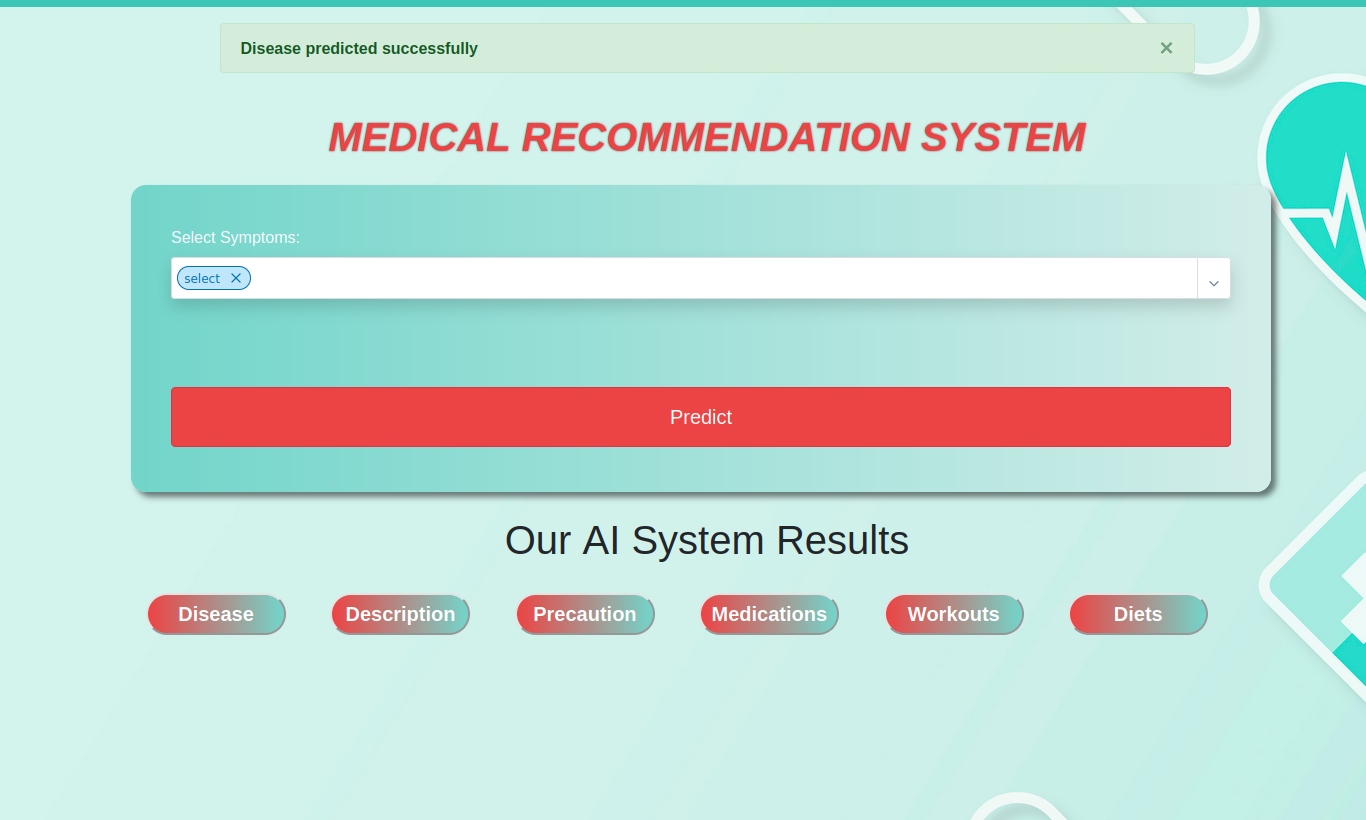 Disease predicted successfully ×
MEDICAL RECOMMENDATION SYSTEM
Select Symptoms:
select
Predict
Our AI System Results
Disease Description Precaution Medications Workouts Diets